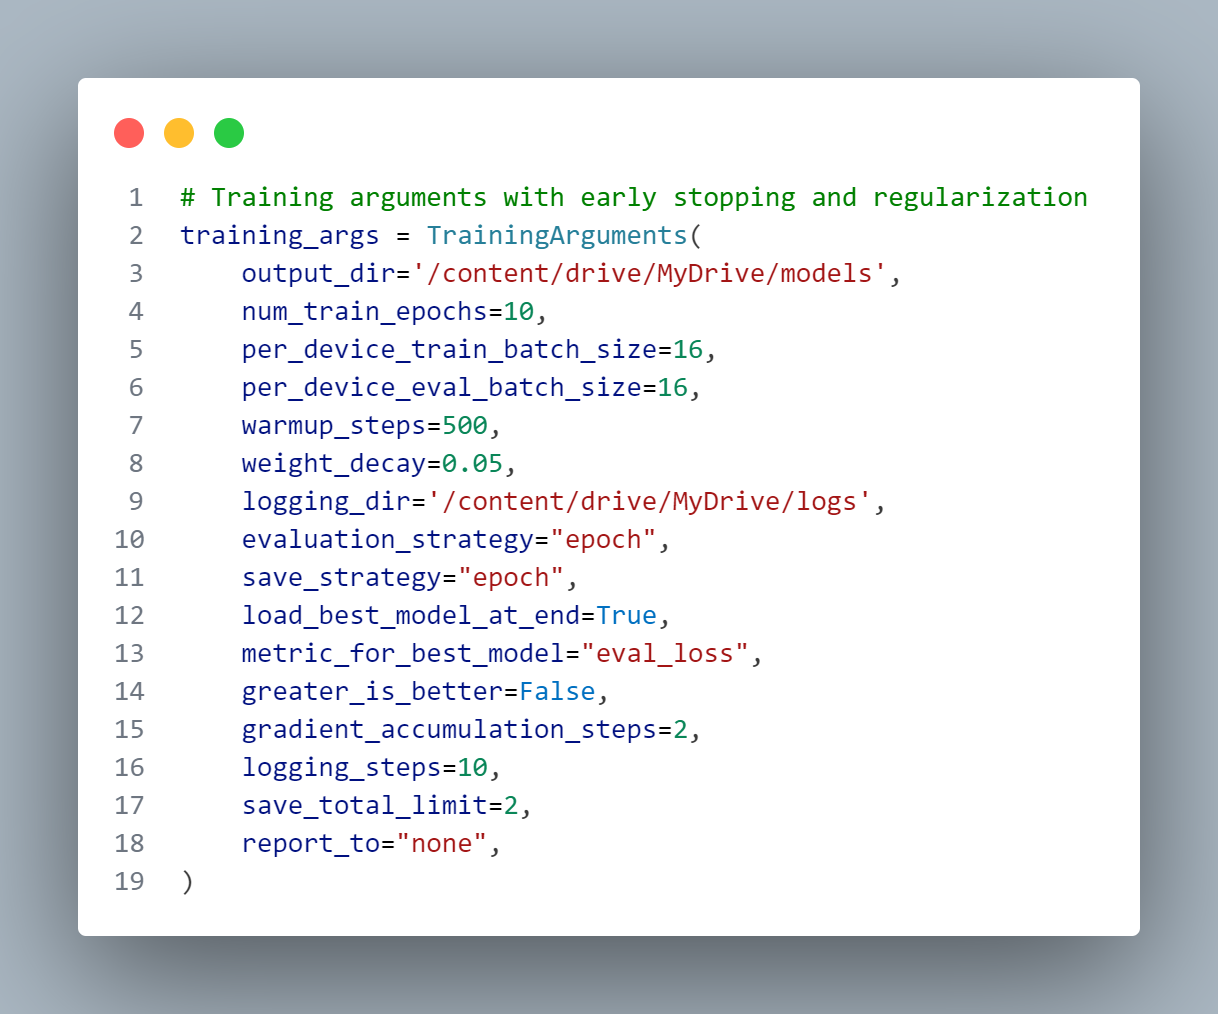 1 # Training arguments with early stopping and regularization
2 training_args = TrainingArguments(
3     output_dir='/content/drive/MyDrive/models',
4     num_train_epochs=10,
5     per_device_train_batch_size=16,
6     per_device_eval_batch_size=16,
7     warmup_steps=500,
8     weight_decay=0.05,
9     logging_dir='/content/drive/MyDrive/logs',
10     evaluation_strategy="epoch",
11     save_strategy="epoch",
12     load_best_model_at_end=True,
13     metric_for_best_model="eval_loss",
14     greater_is_better=False,
15     gradient_accumulation_steps=2,
16     logging_steps=10,
17     save_total_limit=2,
18     report_to="none",
19 )